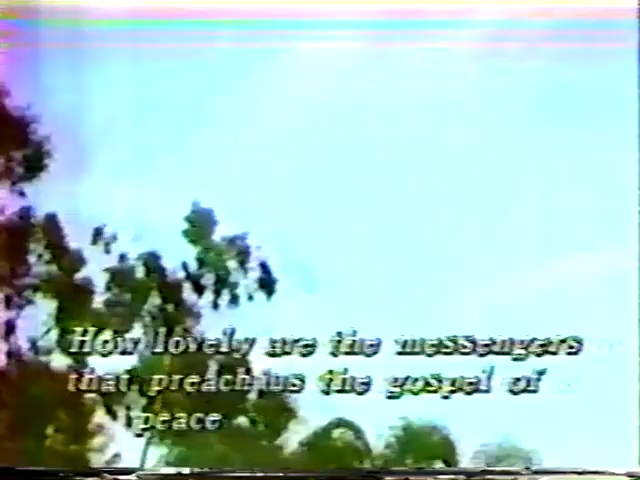 How lovely are the messengers
that preach us the gospel of
peace